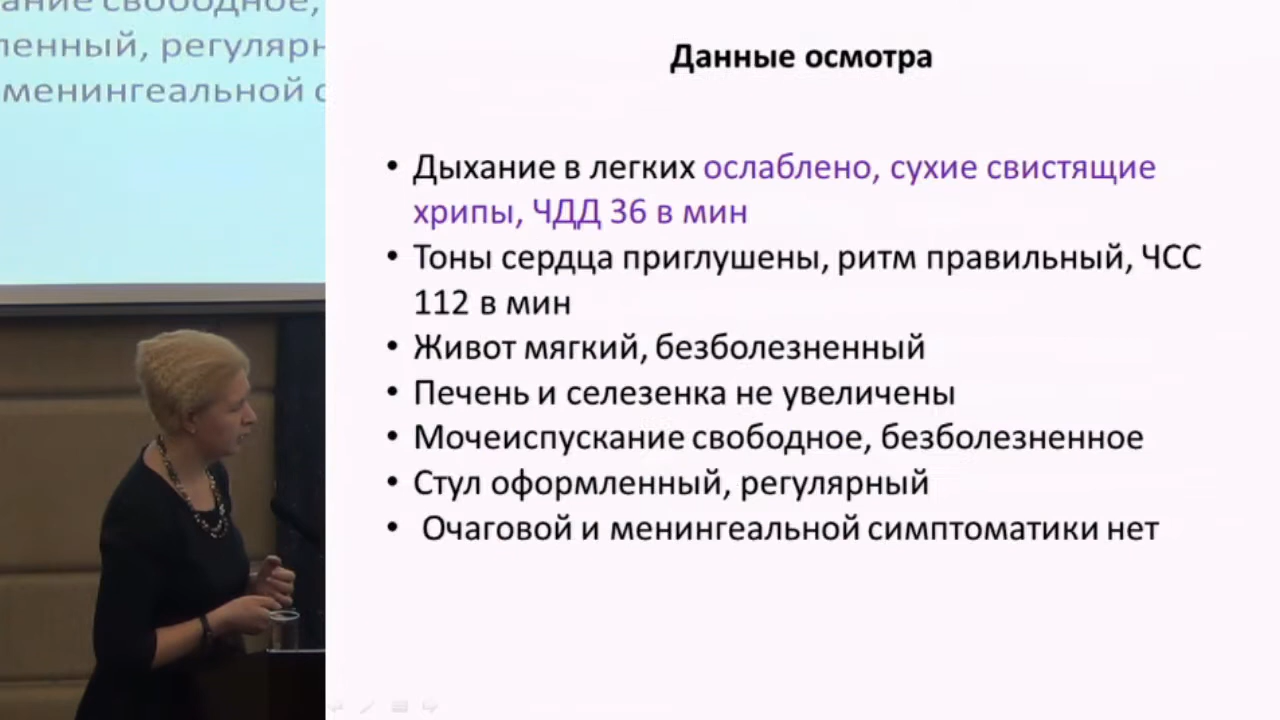 ание свободное,
ленный, регулярн
менингеальной с
Данные осмотра
• Дыхание в легких ослаблено, сухие свистящие
хрипы, ЧДД 36 в мин
• Тоны сердца приглушены, ритм правильный, ЧСС
112 в мин
• Живот мягкий, безболезненный
• Печень и селезенка не увеличены
• Мочеиспускание свободное, безболезненное
• Стул оформленный, регулярный
• Очаговой и менингеальной симптоматики нет